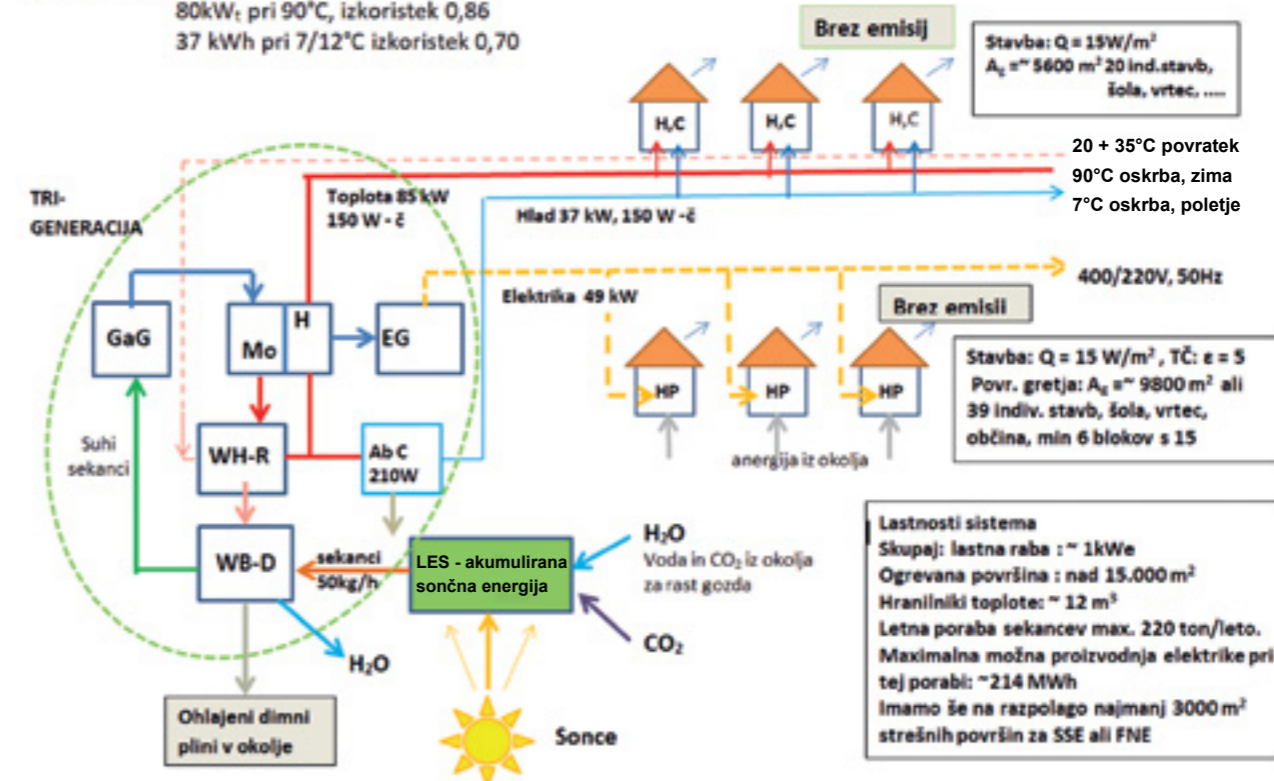 80kWt pri 90°C, izkoristek 0,86
37 kWh pri 7/12°C izkoristek 0,70
Brez emisij
Stavba: Q = 15W/m²
Ag =~ 5600 m² 20 ind.stavb,
šola, vrtec, .....
H,C
H,C
H,C
20 + 35°C povratek
90°C oskrba, zima
7°C oskrba, poletje
TRI-
GENERACIJA
Toplota 85 kW
150 W - č
Hlad 37 kW, 150 W -č
400/220V, 50Hz
Elektrika 49 kW
Brez emisij
GaG
Mo
H
EG
HP
HP
HP
Stavba: Q = 15 W/m² , TČ: ε = 5
Povr. gretja: Ag =~ 9800 m² ali
39 indiv. stavb, šola, vrtec,
občina, min 6 blokov s 15
anergija iz okolja
Suhi
sekanci
WH-R
Ab C
210W
WB-D
sekanci
50kg/h
LES - akumulirana
sončna energija
H₂O
Voda in CO₂ iz okolja
za rast gozda
CO₂
H₂O
Ohlajeni dimni
plini v okolje
Sonce
Lastnosti sistema
Skupaj: lastna raba : ~ 1kWe
Ogrevana površina : nad 15.000 m²
Hranilniki toplote: ~ 12 m³
Letna poraba sekancev max. 220 ton/leto.
Maximalna možna proizvodnja elektrike pri
tej porabi: ~214 MWh
Imamo še na razpolago najmanj 3000 m²
strešnih površin za SSE ali FNE